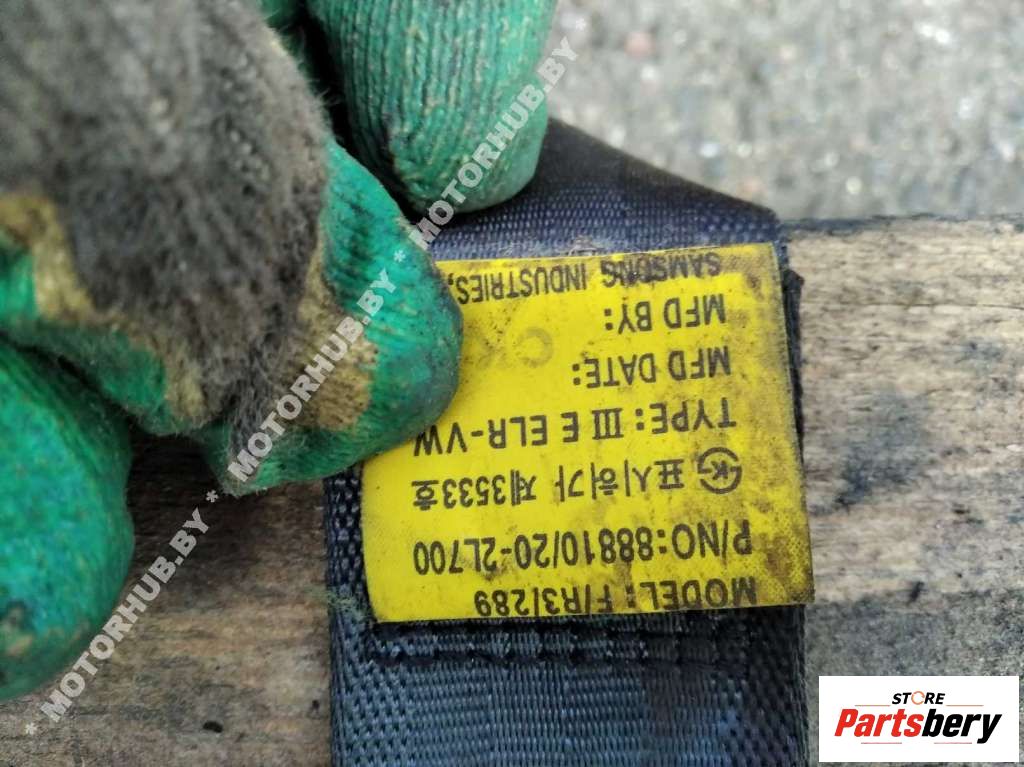 MODEL: F/R3/289
P/NO:88810/20-2L700
표시허가 제3533호
TYPE: III E ELR-VW
MFD DATE:
MFD BY:
SAMSONG INDUSTRIES,
* MOTORHUB.BY * MOTORHUB.BY * MOTORHUB.BY *
STORE
Partsbery